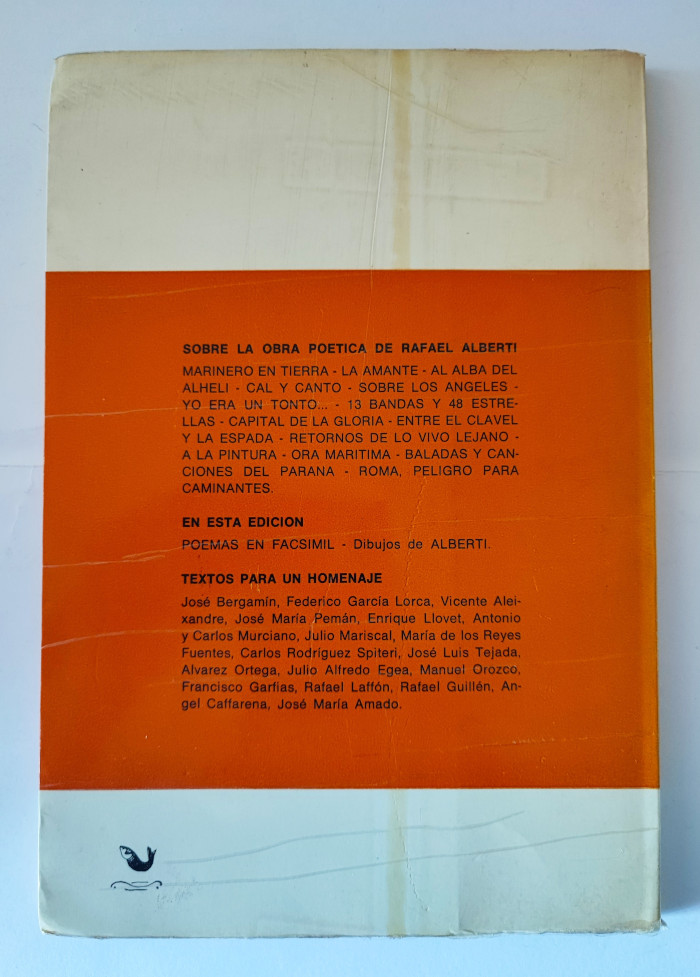 SOBRE LA OBRA POETICA DE RAFAEL ALBERTI
MARINERO EN TIERRA - LA AMANTE - AL ALBA DEL
ALHELI - CAL Y CANTO - SOBRE LOS ANGELES -
YO ERA UN TONTO... - 13 BANDAS Y 48 ESTRE-
LLAS - CAPITAL DE LA GLORIA - ENTRE EL CLAVEL
Y LA ESPADA - RETORNOS DE LO VIVO LEJANO -
A LA PINTURA - ORA MARITIMA - BALADAS Y CAN-
CIONES DEL PARANA - ROMA, PELIGRO PARA
CAMINANTES.
EN ESTA EDICION
POEMAS EN FACSIMIL - Dibujos de ALBERTI.
TEXTOS PARA UN HOMENAJE
José Bergamín, Federico García Lorca, Vicente Alei-
xandre, José María Pemán, Enrique Llovet, Antonio
y Carlos Murciano, Julio Mariscal, María de los Reyes
Fuentes, Carlos Rodríguez Spiteri, José Luis Tejada,
Alvarez Ortega, Julio Alfredo Egea, Manuel Orozco,
Francisco Garfias, Rafael Laffón, Rafael Guillén, An-
gel Caffarena, José María Amado.